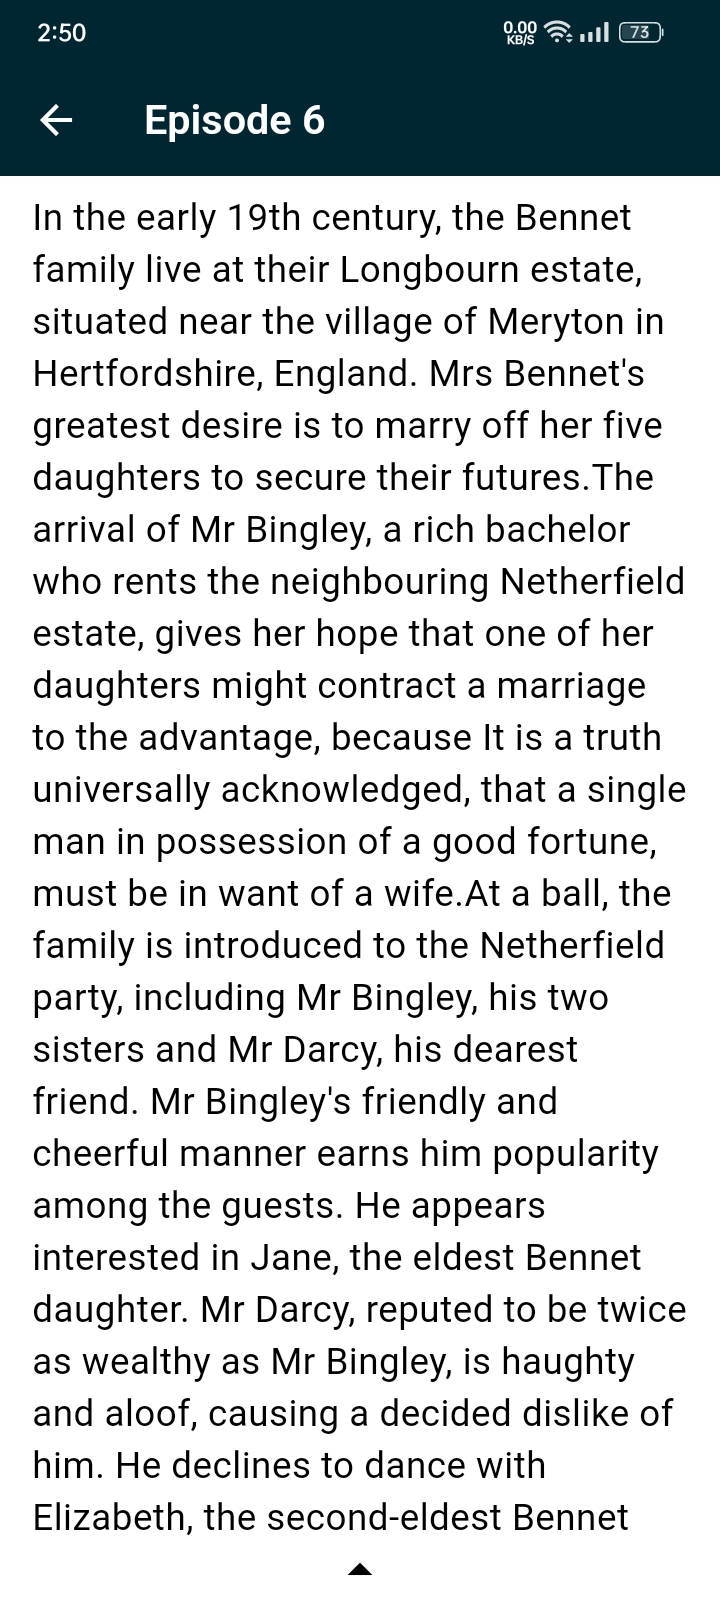 2:50
0.00
KB/S
73
Episode 6
In the early 19th century, the Bennet
family live at their Longbourn estate,
situated near the village of Meryton in
Hertfordshire, England. Mrs Bennet's
greatest desire is to marry off her five
daughters to secure their futures.The
arrival of Mr Bingley, a rich bachelor
who rents the neighbouring Netherfield
estate, gives her hope that one of her
daughters might contract a marriage
to the advantage, because It is a truth
universally acknowledged, that a single
man in possession of a good fortune,
must be in want of a wife.At a ball, the
family is introduced to the Netherfield
party, including Mr Bingley, his two
sisters and Mr Darcy, his dearest
friend. Mr Bingley's friendly and
cheerful manner earns him popularity
among the guests. He appears
interested in Jane, the eldest Bennet
daughter. Mr Darcy, reputed to be twice
as wealthy as Mr Bingley, is haughty
and aloof, causing a decided dislike of
him. He declines to dance with
Elizabeth, the second-eldest Bennet